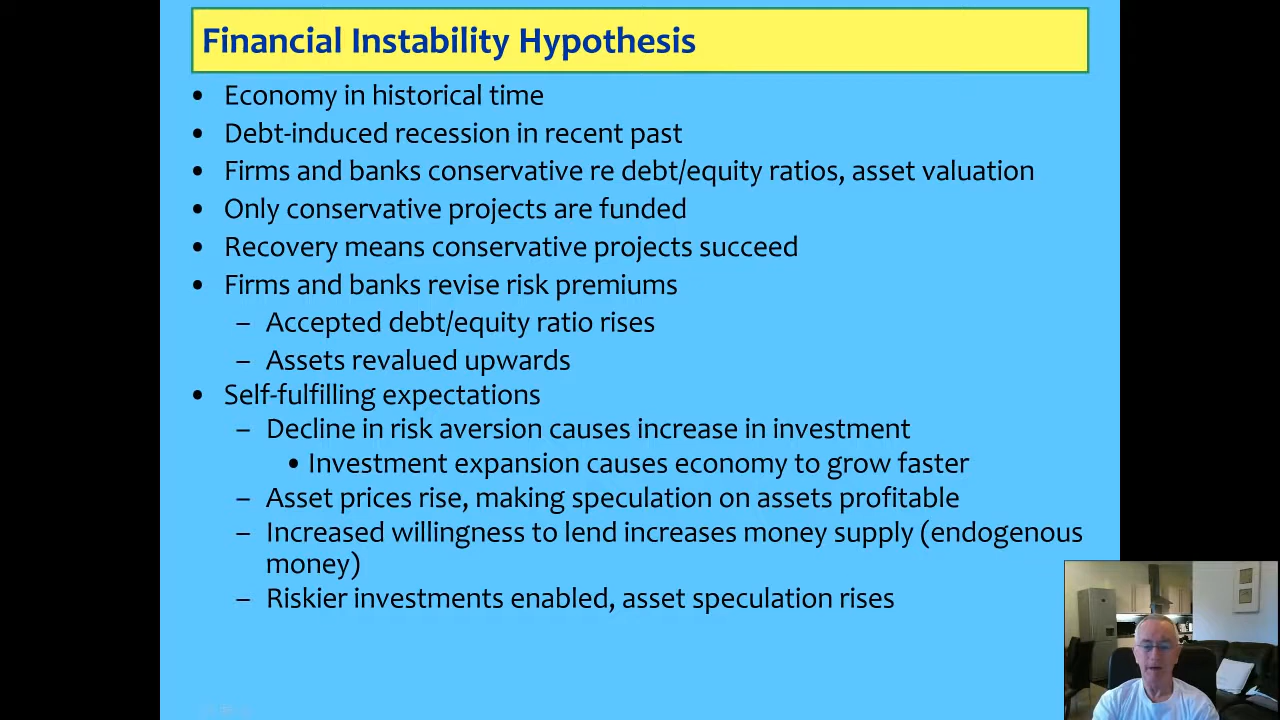 Financial Instability Hypothesis
• Economy in historical time
• Debt-induced recession in recent past
• Firms and banks conservative re debt/equity ratios, asset valuation
• Only conservative projects are funded
• Recovery means conservative projects succeed
• Firms and banks revise risk premiums
– Accepted debt/equity ratio rises
– Assets revalued upwards
• Self-fulfilling expectations
– Decline in risk aversion causes increase in investment
• Investment expansion causes economy to grow faster
– Asset prices rise, making speculation on assets profitable
– Increased willingness to lend increases money supply (endogenous
money)
– Riskier investments enabled, asset speculation rises